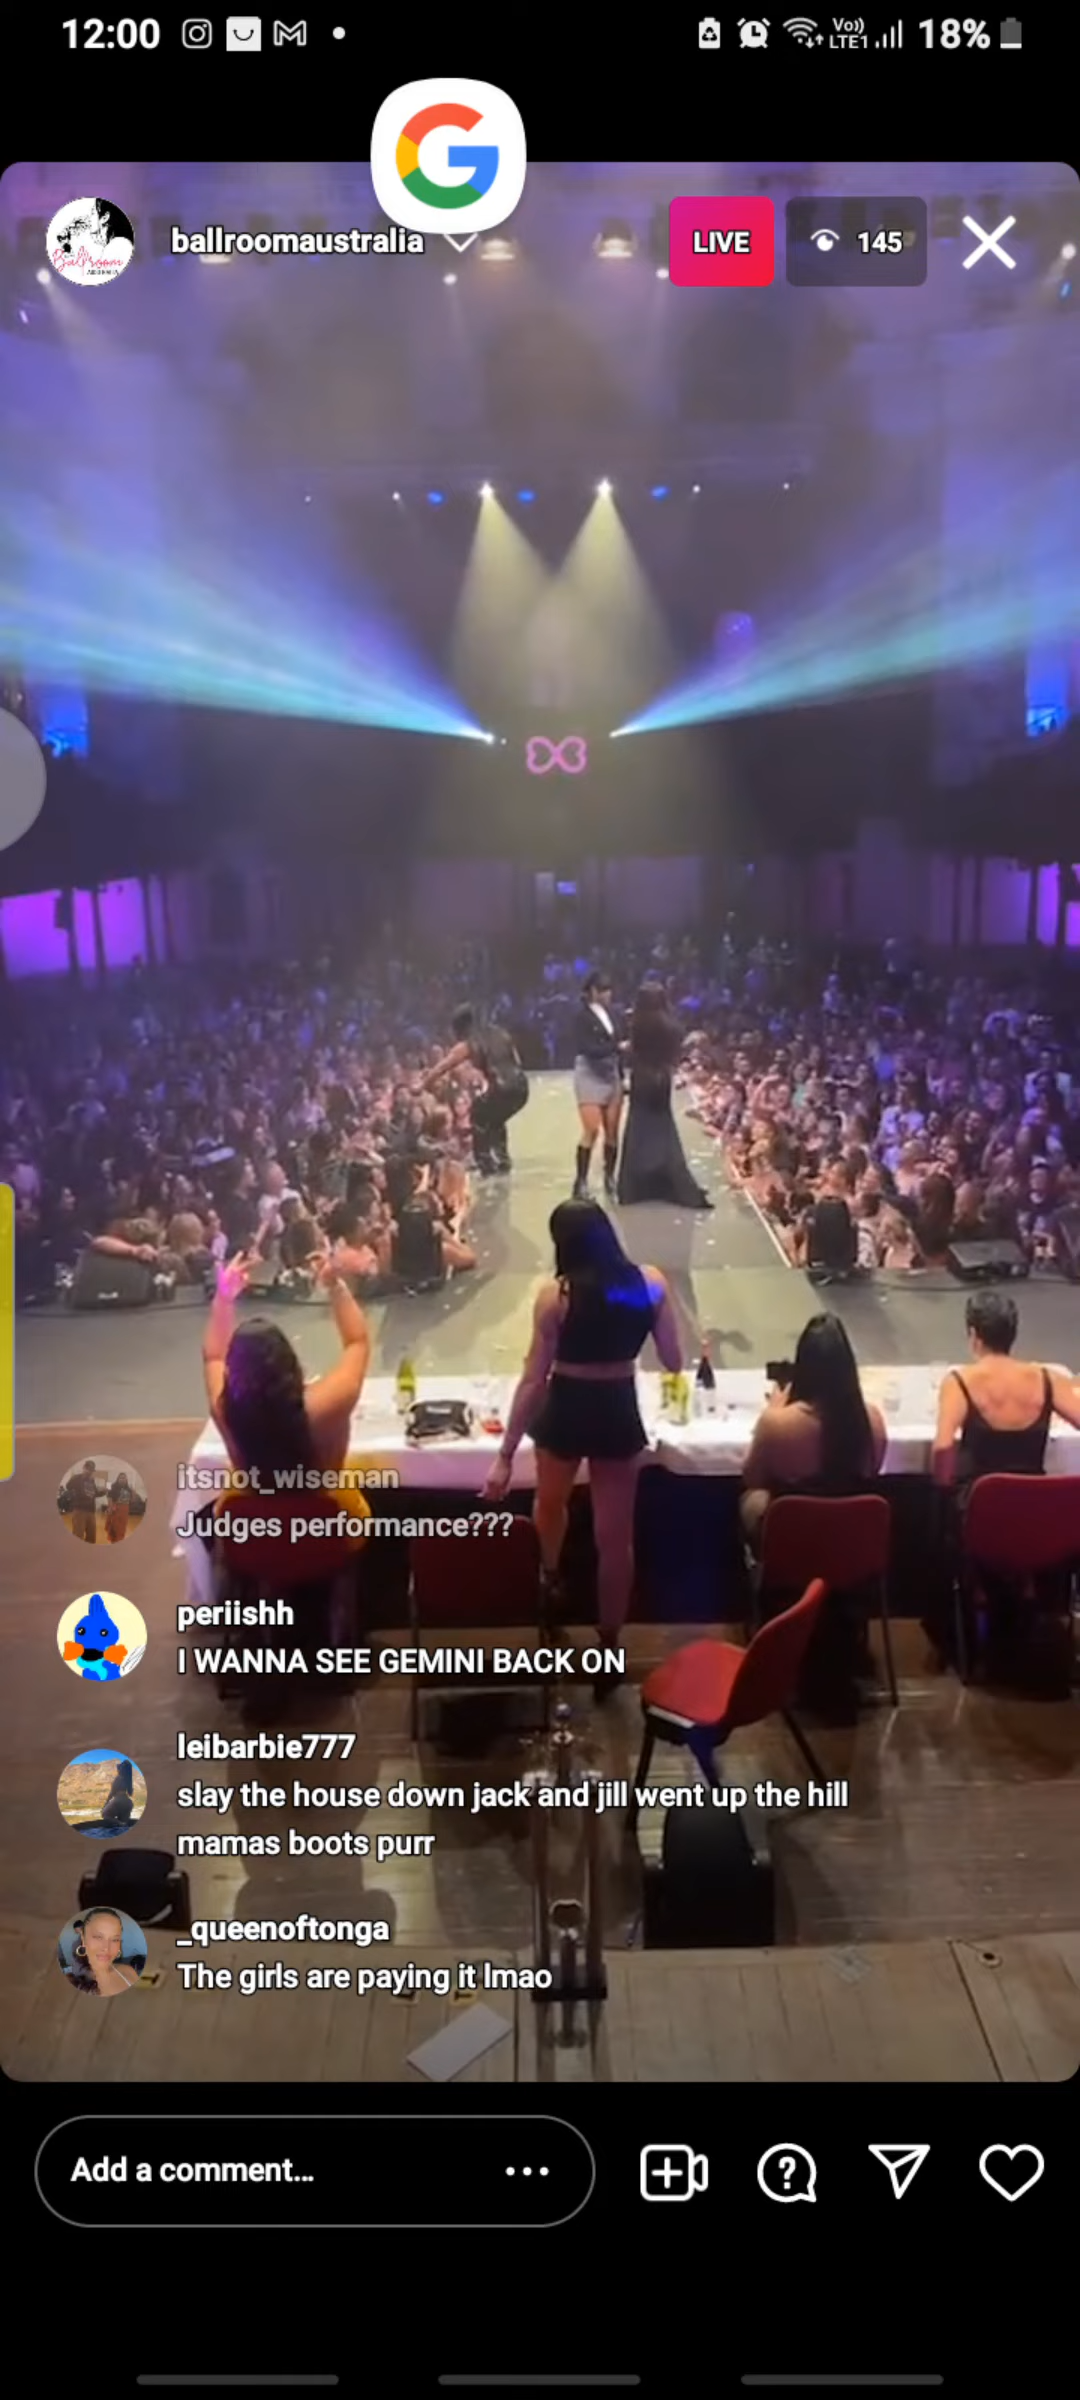 12:00
Vo))
LTE1
18%
ballroomaustralia
LIVE
145
itsnot_wiseman
Judges performance???
periishh
I WANNA SEE GEMINI BACK ON
leibarbie777
slay the house down jack and jill went up the hill
mamas boots purr
_queenoftonga
The girls are paying it lmao
Add a comment...